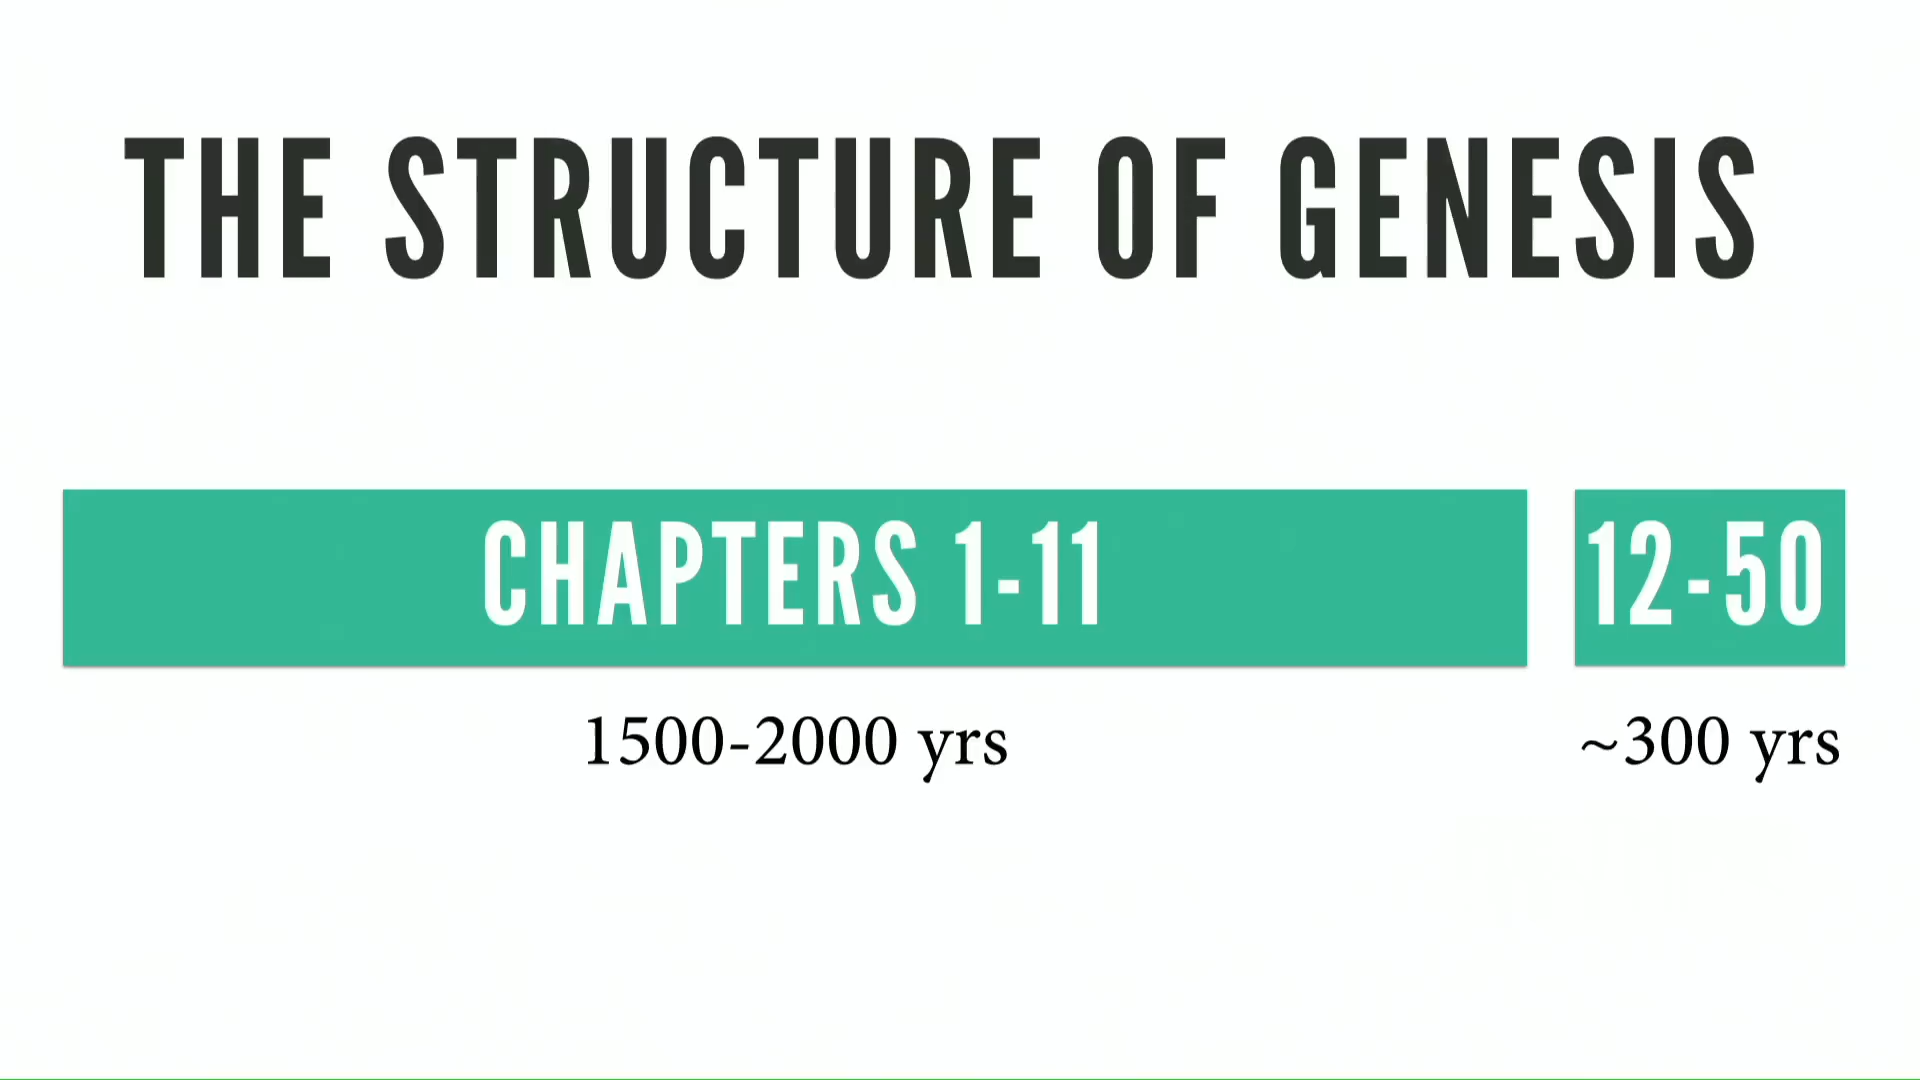 THE STRUCTURE OF GENESIS
CHAPTERS 1-11
12-50
1500-2000 yrs
~300 yrs